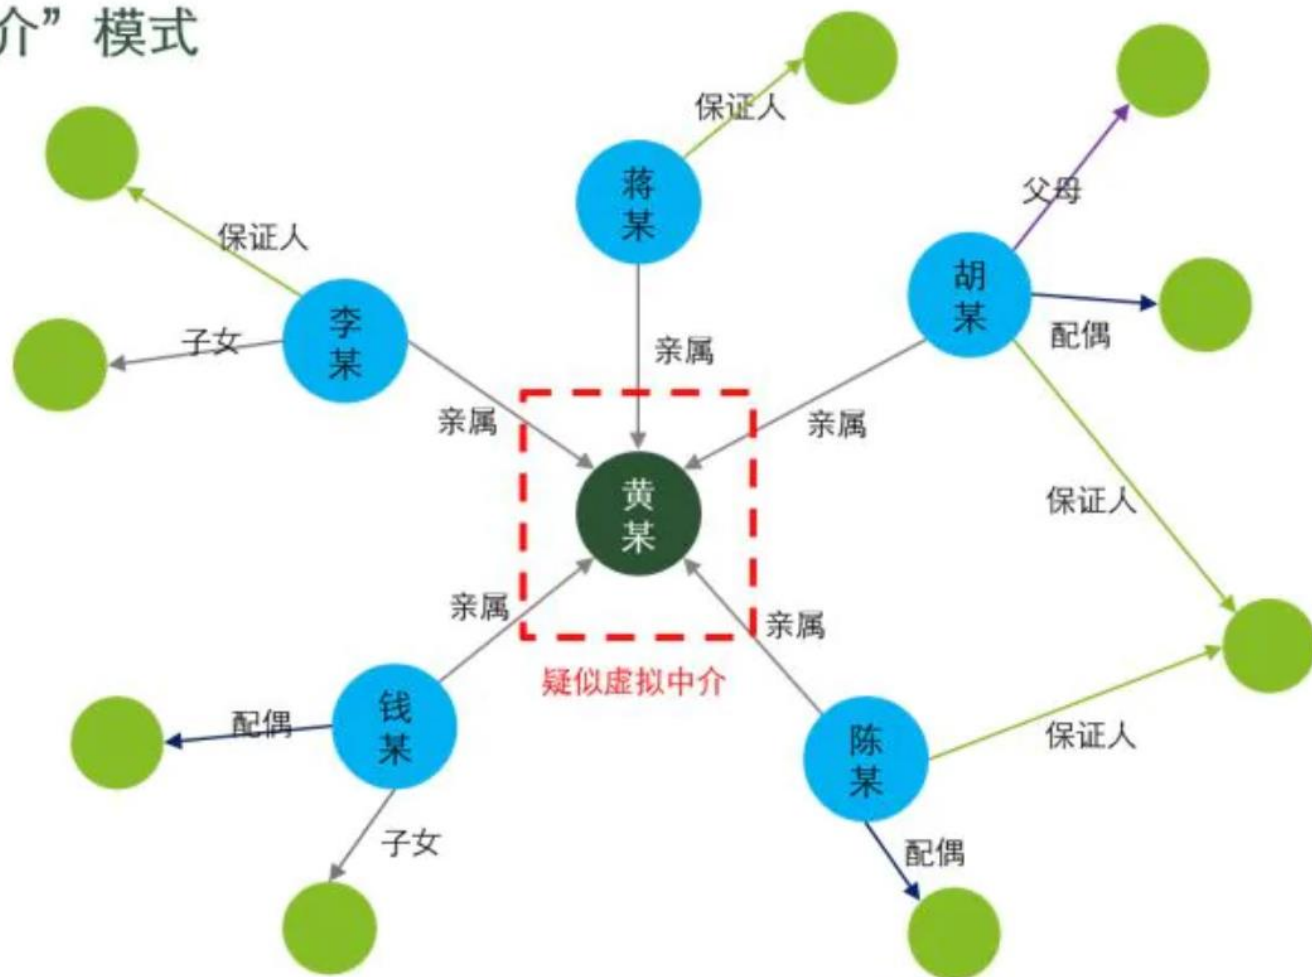 介”模式
保证人
父母
蒋
某
保证人
胡
某
李
某
子女
配偶
亲属
亲属
亲属
黄
某
保证人
亲属
亲属
疑似虚拟中介
钱
某
配偶
陈
某
保证人
子女
配偶